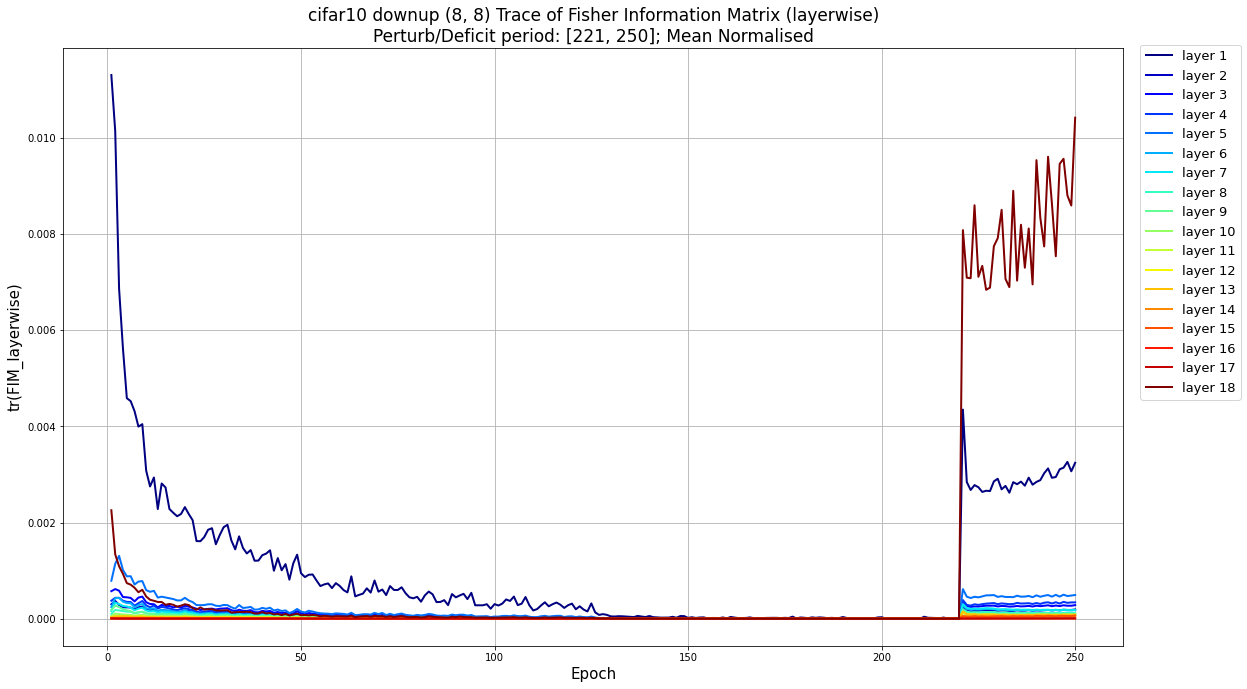 cifar10 downup (8, 8) Trace of Fisher Information Matrix (layerwise)
Perturb/Deficit period: [221, 250]; Mean Normalised
tr(FIM_layerwise)
0.010
0.008
0.006
0.004
0.002
0.000
0
50
100
150
200
250
Epoch
layer 1
layer 2
layer 3
layer 4
layer 5
layer 6
layer 7
layer 8
layer 9
layer 10
layer 11
layer 12
layer 13
layer 14
layer 15
layer 16
layer 17
layer 18